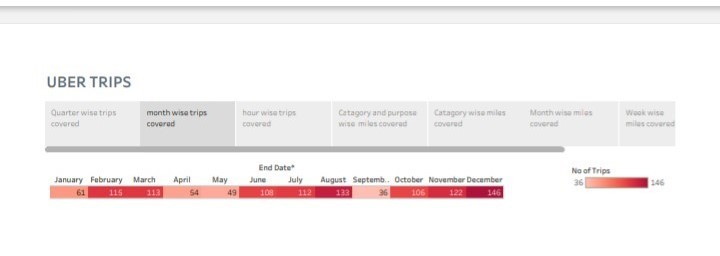 UBER TRIPS
Quarter wise trips covered
month wise trips covered
hour wise trips covered
Catagory and purpose wise miles covered
Catagory wise miles covered
Month wise miles covered
Week wise miles covered
End Date*
January February March April May June July August Septemb.. October November December
61 115 113 54 49 108 112 133 36 106 122 146
No of Trips
36 146